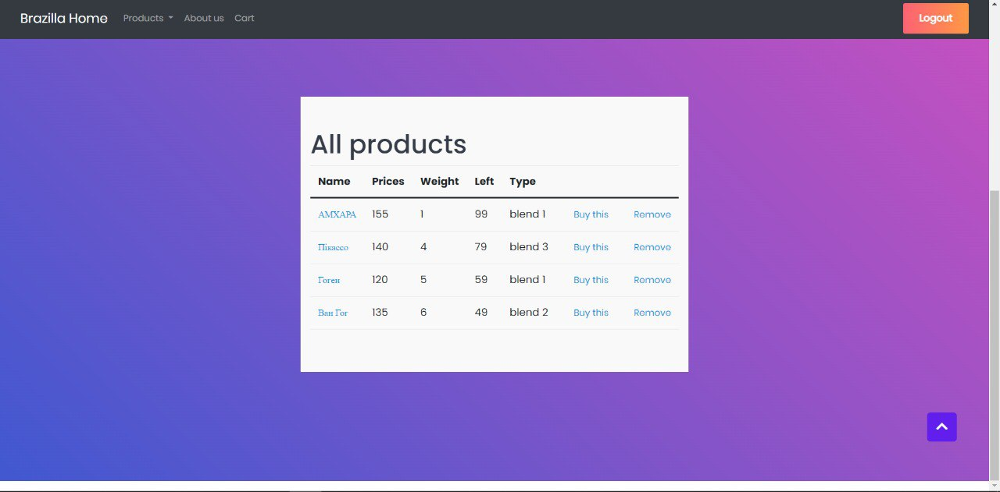 Brazilla Home Products About us Cart Logout
All products
Name Prices Weight Left Type
АМХАРА 155 1 99 blend 1 Buy this Remove
Пікассо 140 4 79 blend 3 Buy this Remove
Гоген 120 5 59 blend 1 Buy this Remove
Ван Гог 135 6 49 blend 2 Buy this Remove